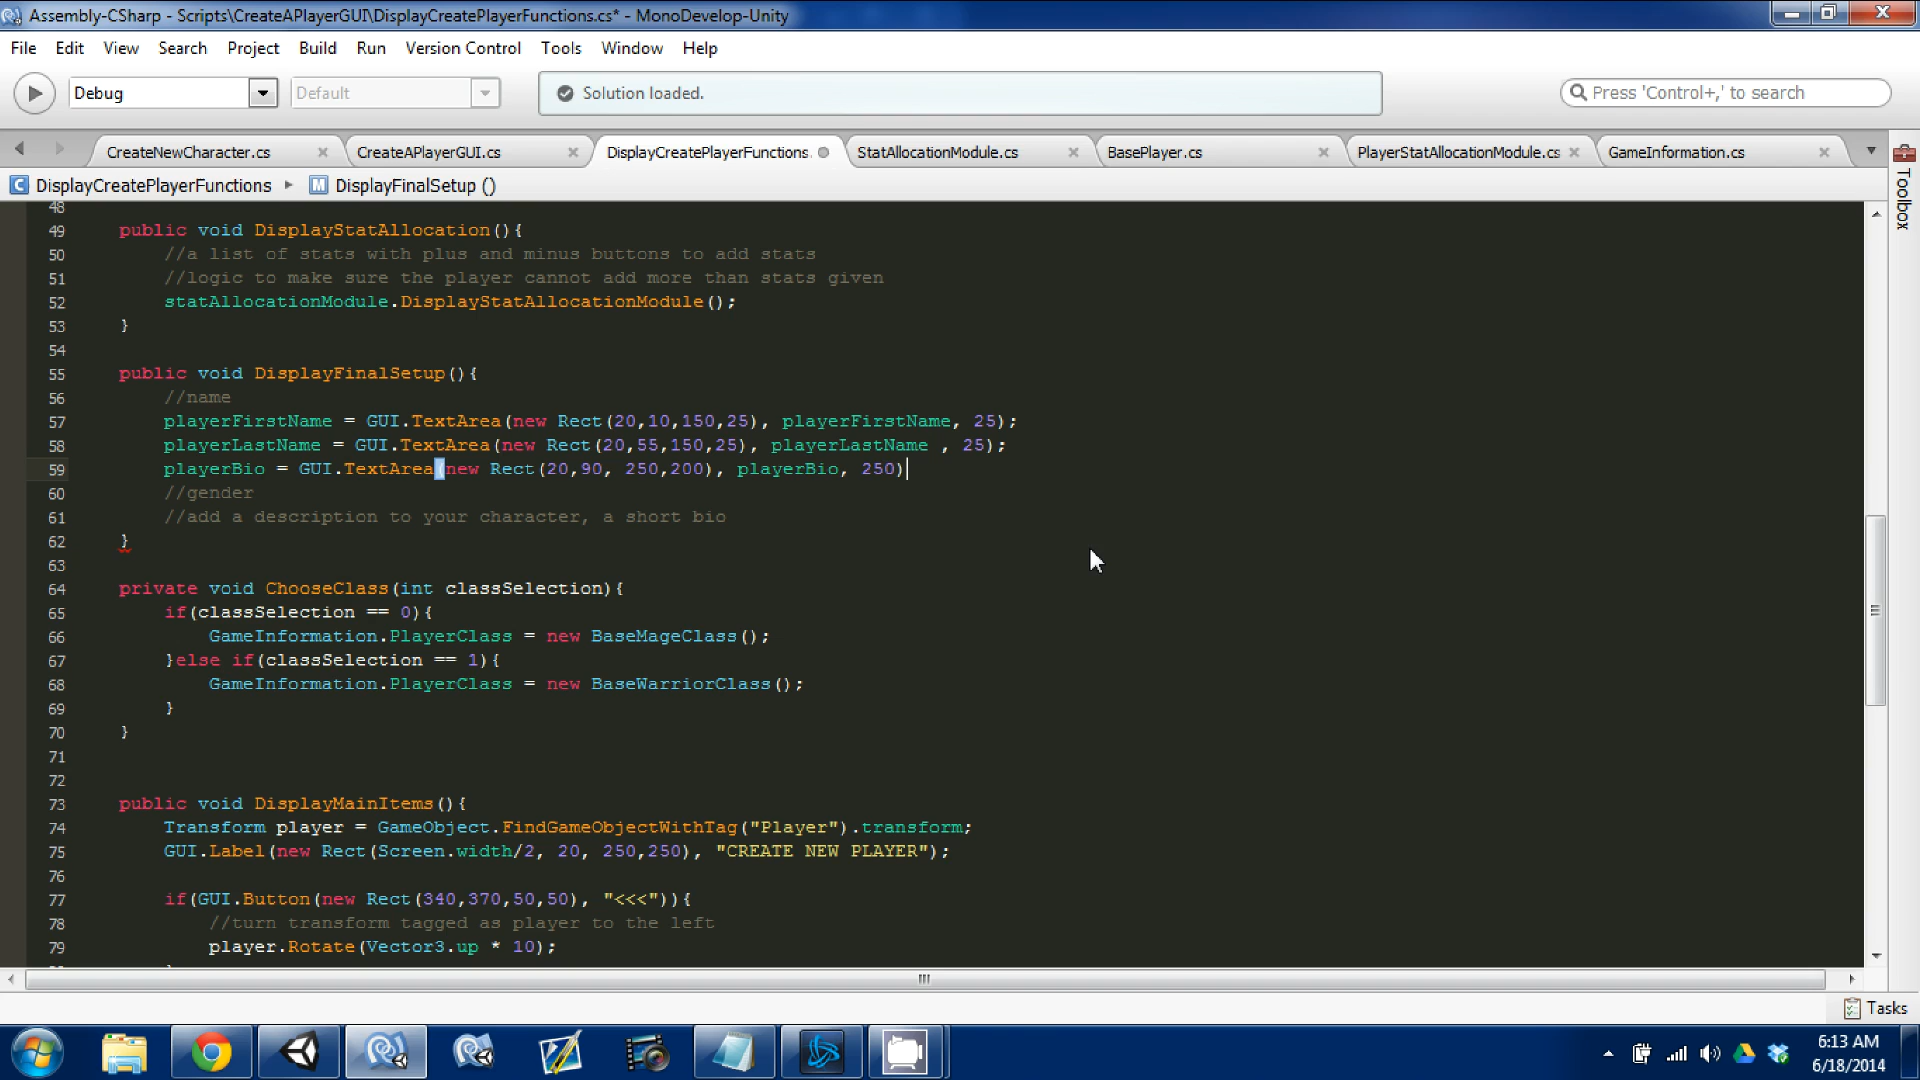 Assembly-CSharp - Scripts\CreateAPlayerGUI\DisplayCreatePlayerFunctions.cs* - MonoDevelop-Unity
File Edit View Search Project Build Run Version Control Tools Window Help
Debug Default Solution loaded. Press 'Control+,' to search
CreateNewCharacter.cs CreateAPlayerGUI.cs DisplayCreatePlayerFunctions. StatAllocationModule.cs BasePlayer.cs PlayerStatAllocationModule.cs GameInformation.cs
DisplayCreatePlayerFunctions DisplayFinalSetup ()
Toolbox
48
49 public void DisplayStatAllocation(){
50 //a list of stats with plus and minus buttons to add stats
51 //logic to make sure the player cannot add more than stats given
52 statAllocationModule.DisplayStatAllocationModule();
53 }
54
55 public void DisplayFinalSetup(){
56 //name
57 playerFirstName = GUI.TextArea(new Rect(20,10,150,25), playerFirstName, 25);
58 playerLastName = GUI.TextArea(new Rect(20,55,150,25), playerLastName , 25);
59 playerBio = GUI.TextArea(new Rect(20,90, 250,200), playerBio, 250)
60 //gender
61 //add a description to your character, a short bio
62 }
63
64 private void ChooseClass(int classSelection){
65 if(classSelection == 0){
66 GameInformation.PlayerClass = new BaseMageClass();
67 }else if(classSelection == 1){
68 GameInformation.PlayerClass = new BaseWarriorClass();
69 }
70 }
71
72
73 public void DisplayMainItems(){
74 Transform player = GameObject.FindGameObjectWithTag("Player").transform;
75 GUI.Label(new Rect(Screen.width/2, 20, 250,250), "CREATE NEW PLAYER");
76
77 if(GUI.Button(new Rect(340,370,50,50), "<<<")){
78 //turn transform tagged as player to the left
79 player.Rotate(Vector3.up * 10);
Tasks
6:13 AM
6/18/2014